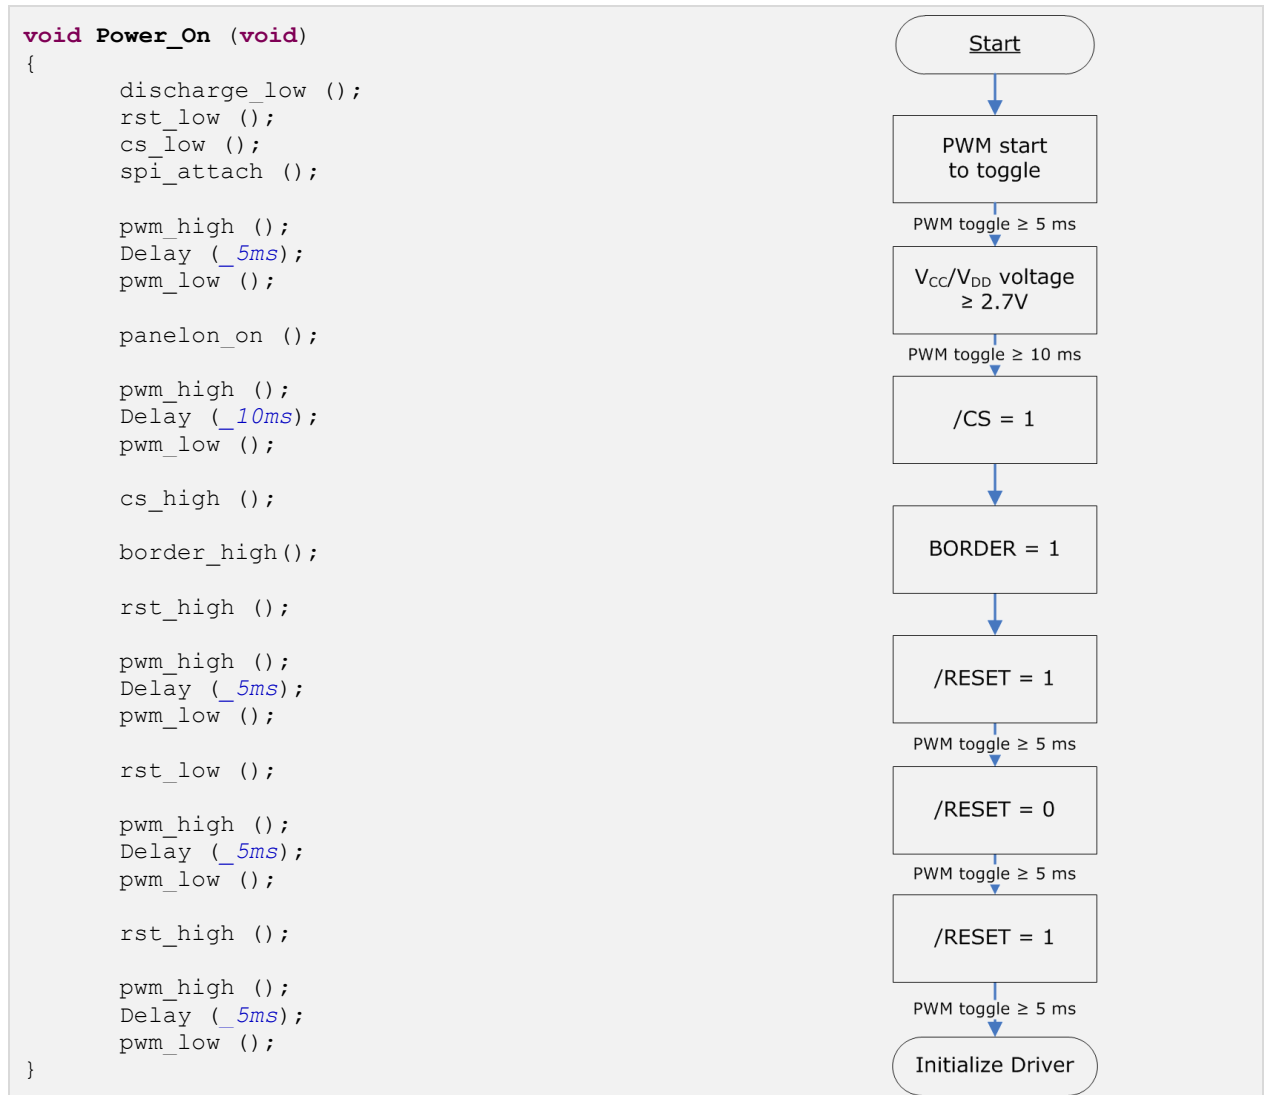 void Power_On (void)
{
discharge_low ();
rst_low ();
cs_low ();
spi_attach ();
pwm_high ();
Delay (_5ms);
pwm_low ();
panelon_on ();
pwm_high ();
Delay (_10ms);
pwm_low ();
cs_high ();
border_high();
rst_high ();
pwm_high ();
Delay (_5ms);
pwm_low ();
rst_low ();
pwm_high ();
Delay (_5ms);
pwm_low ();
rst_high ();
pwm_high ();
Delay (_5ms);
pwm_low ();
}
Start
PWM start
to toggle
PWM toggle ≥ 5 ms
VCC/VDD voltage
≥ 2.7V
PWM toggle ≥ 10 ms
/CS = 1
BORDER = 1
/RESET = 1
PWM toggle ≥ 5 ms
/RESET = 0
PWM toggle ≥ 5 ms
/RESET = 1
PWM toggle ≥ 5 ms
Initialize Driver